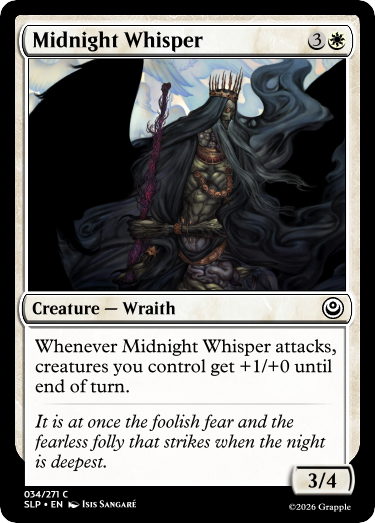 Midnight Whisper 3
Creature — Wraith
Whenever Midnight Whisper attacks,
creatures you control get +1/+0 until
end of turn.
It is at once the foolish fear and the
fearless folly that strikes when the night
is deepest.
3/4
034/271 C
SLP • EN Isis Sangaré
©2026 Grapple